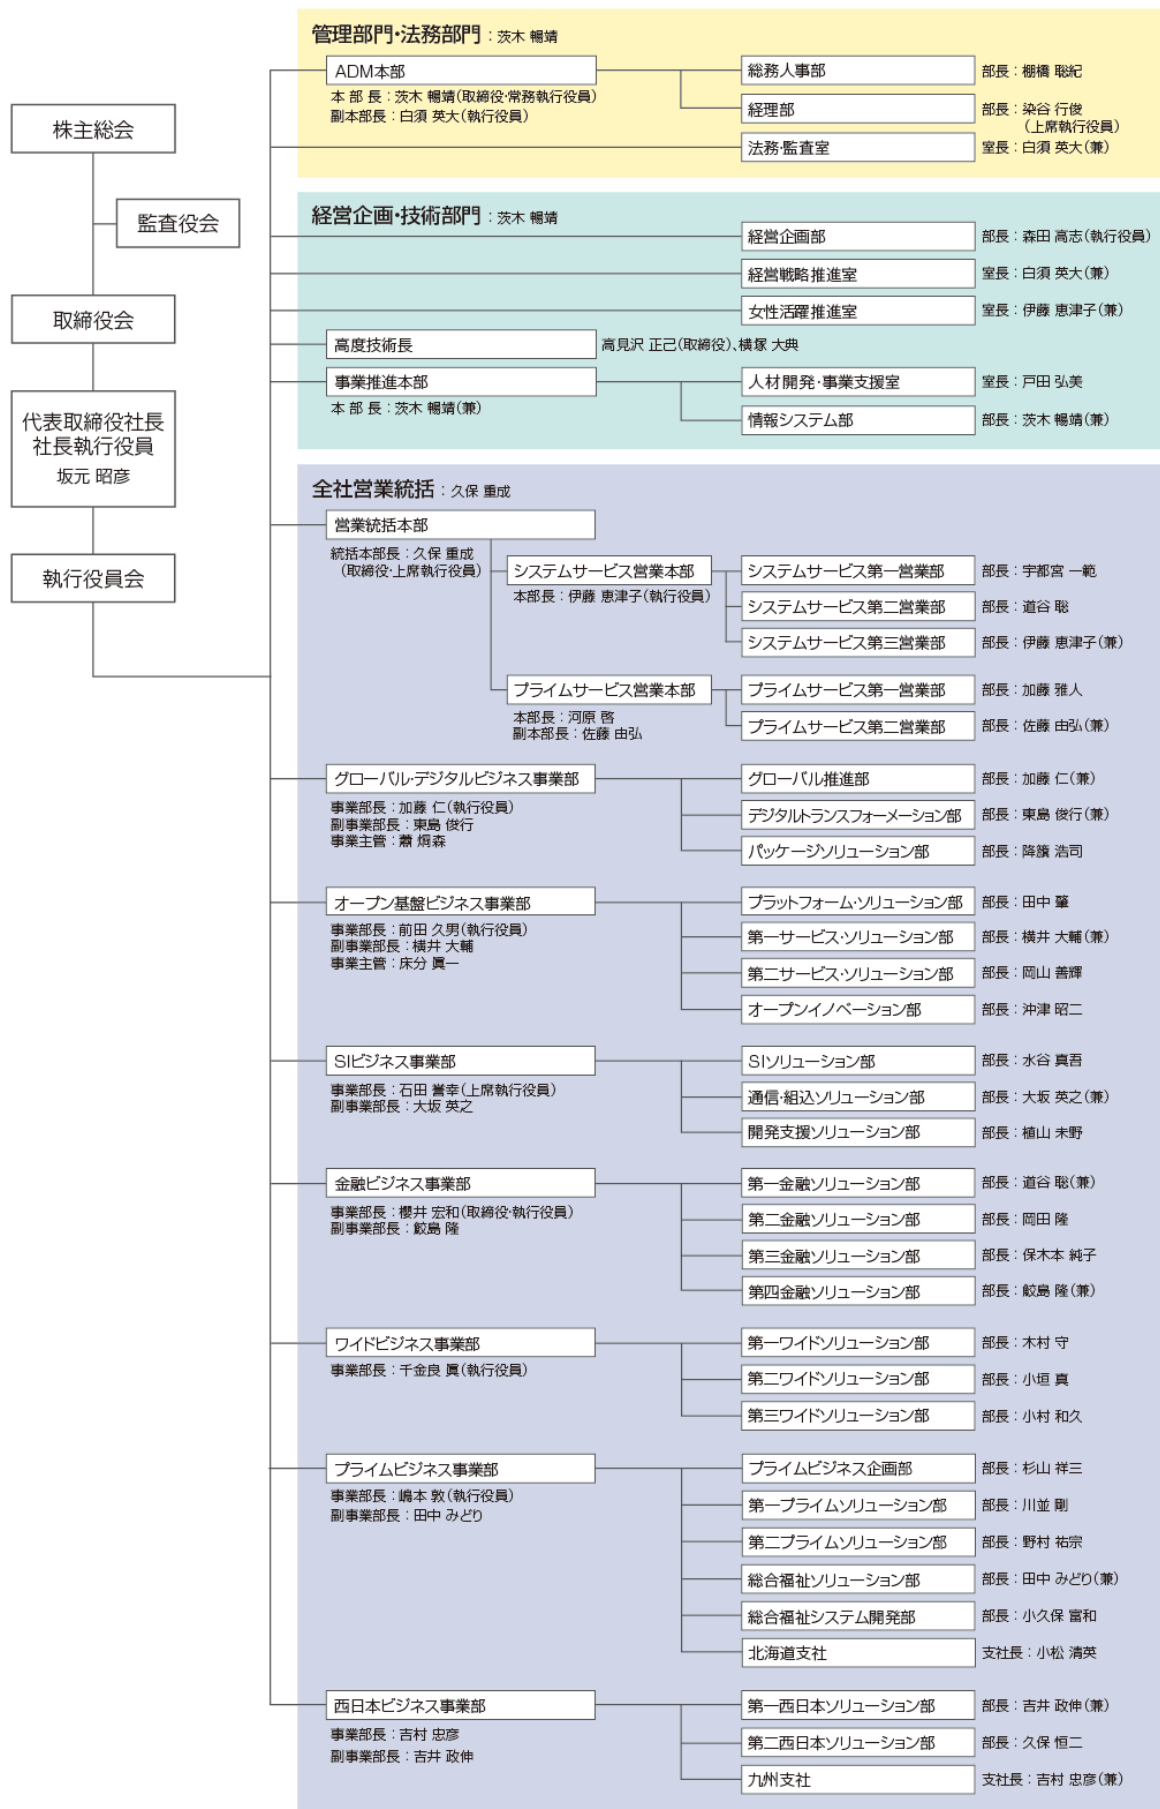 株主総会
監査役会
取締役会
代表取締役社長
社長執行役員
坂元 昭彦
執行役員会
管理部門・法務部門：茨木 暢靖
ADM本部
本 部 長：茨木 暢靖(取締役・常務執行役員)
副本部長：白須 英大(執行役員)
総務人事部
部長：棚橋 聡紀
経理部
部長：染谷 行俊
(上席執行役員)
法務・監査室
室長：白須 英大(兼)
経営企画・技術部門：茨木 暢靖
経営企画部
部長：森田 高志(執行役員)
経営戦略推進室
室長：白須 英大(兼)
女性活躍推進室
室長：伊藤 恵津子(兼)
高度技術長
高見沢 正己(取締役)、横塚 大典
事業推進本部
本 部 長：茨木 暢靖(兼)
人材開発・事業支援室
室長：戸田 弘美
情報システム部
部長：茨木 暢靖(兼)
全社営業統括：久保 重成
営業統括本部
統括本部長：久保 重成
(取締役・上席執行役員)
システムサービス営業本部
本部長：伊藤 恵津子(執行役員)
システムサービス第一営業部
部長：宇都宮 一範
システムサービス第二営業部
部長：道谷 聡
システムサービス第三営業部
部長：伊藤 恵津子(兼)
プライムサービス営業本部
本部長：河原 啓
副本部長：佐藤 由弘
プライムサービス第一営業部
部長：加藤 雅人
プライムサービス第二営業部
部長：佐藤 由弘(兼)
グローバル・デジタルビジネス事業部
事業部長：加藤 仁(執行役員)
副事業部長：東島 俊行
事業主管：蕭 烱森
グローバル推進部
部長：加藤 仁(兼)
デジタルトランスフォーメーション部
部長：東島 俊行(兼)
パッケージソリューション部
部長：降籏 浩司
オープン基盤ビジネス事業部
事業部長：前田 久男(執行役員)
副事業部長：横井 大輔
事業主管：床分 眞一
プラットフォーム・ソリューション部
部長：田中 肇
第一サービス・ソリューション部
部長：横井 大輔(兼)
第二サービス・ソリューション部
部長：岡山 善輝
オープンイノベーション部
部長：沖津 昭二
SIビジネス事業部
事業部長：石田 誉幸(上席執行役員)
副事業部長：大坂 英之
SIソリューション部
部長：水谷 真吾
通信・組込ソリューション部
部長：大坂 英之(兼)
開発支援ソリューション部
部長：植山 未野
金融ビジネス事業部
事業部長：櫻井 宏和(取締役・執行役員)
副事業部長：鮫島 隆
第一金融ソリューション部
部長：道谷 聡(兼)
第二金融ソリューション部
部長：岡田 隆
第三金融ソリューション部
部長：保木本 純子
第四金融ソリューション部
部長：鮫島 隆(兼)
ワイドビジネス事業部
事業部長：千金良 眞(執行役員)
第一ワイドソリューション部
部長：木村 守
第二ワイドソリューション部
部長：小垣 真
第三ワイドソリューション部
部長：小村 和久
プライムビジネス事業部
事業部長：嶋本 敦(執行役員)
副事業部長：田中 みどり
プライムビジネス企画部
部長：杉山 祥三
第一プライムソリューション部
部長：川並 剛
第二プライムソリューション部
部長：野村 祐宗
総合福祉ソリューション部
部長：田中 みどり(兼)
総合福祉システム開発部
部長：小久保 富和
北海道支社
支社長：小松 清英
西日本ビジネス事業部
事業部長：吉村 忠彦
副事業部長：吉井 政伸
第一西日本ソリューション部
部長：吉井 政伸(兼)
第二西日本ソリューション部
部長：久保 恒二
九州支社
支社長：吉村 忠彦(兼)